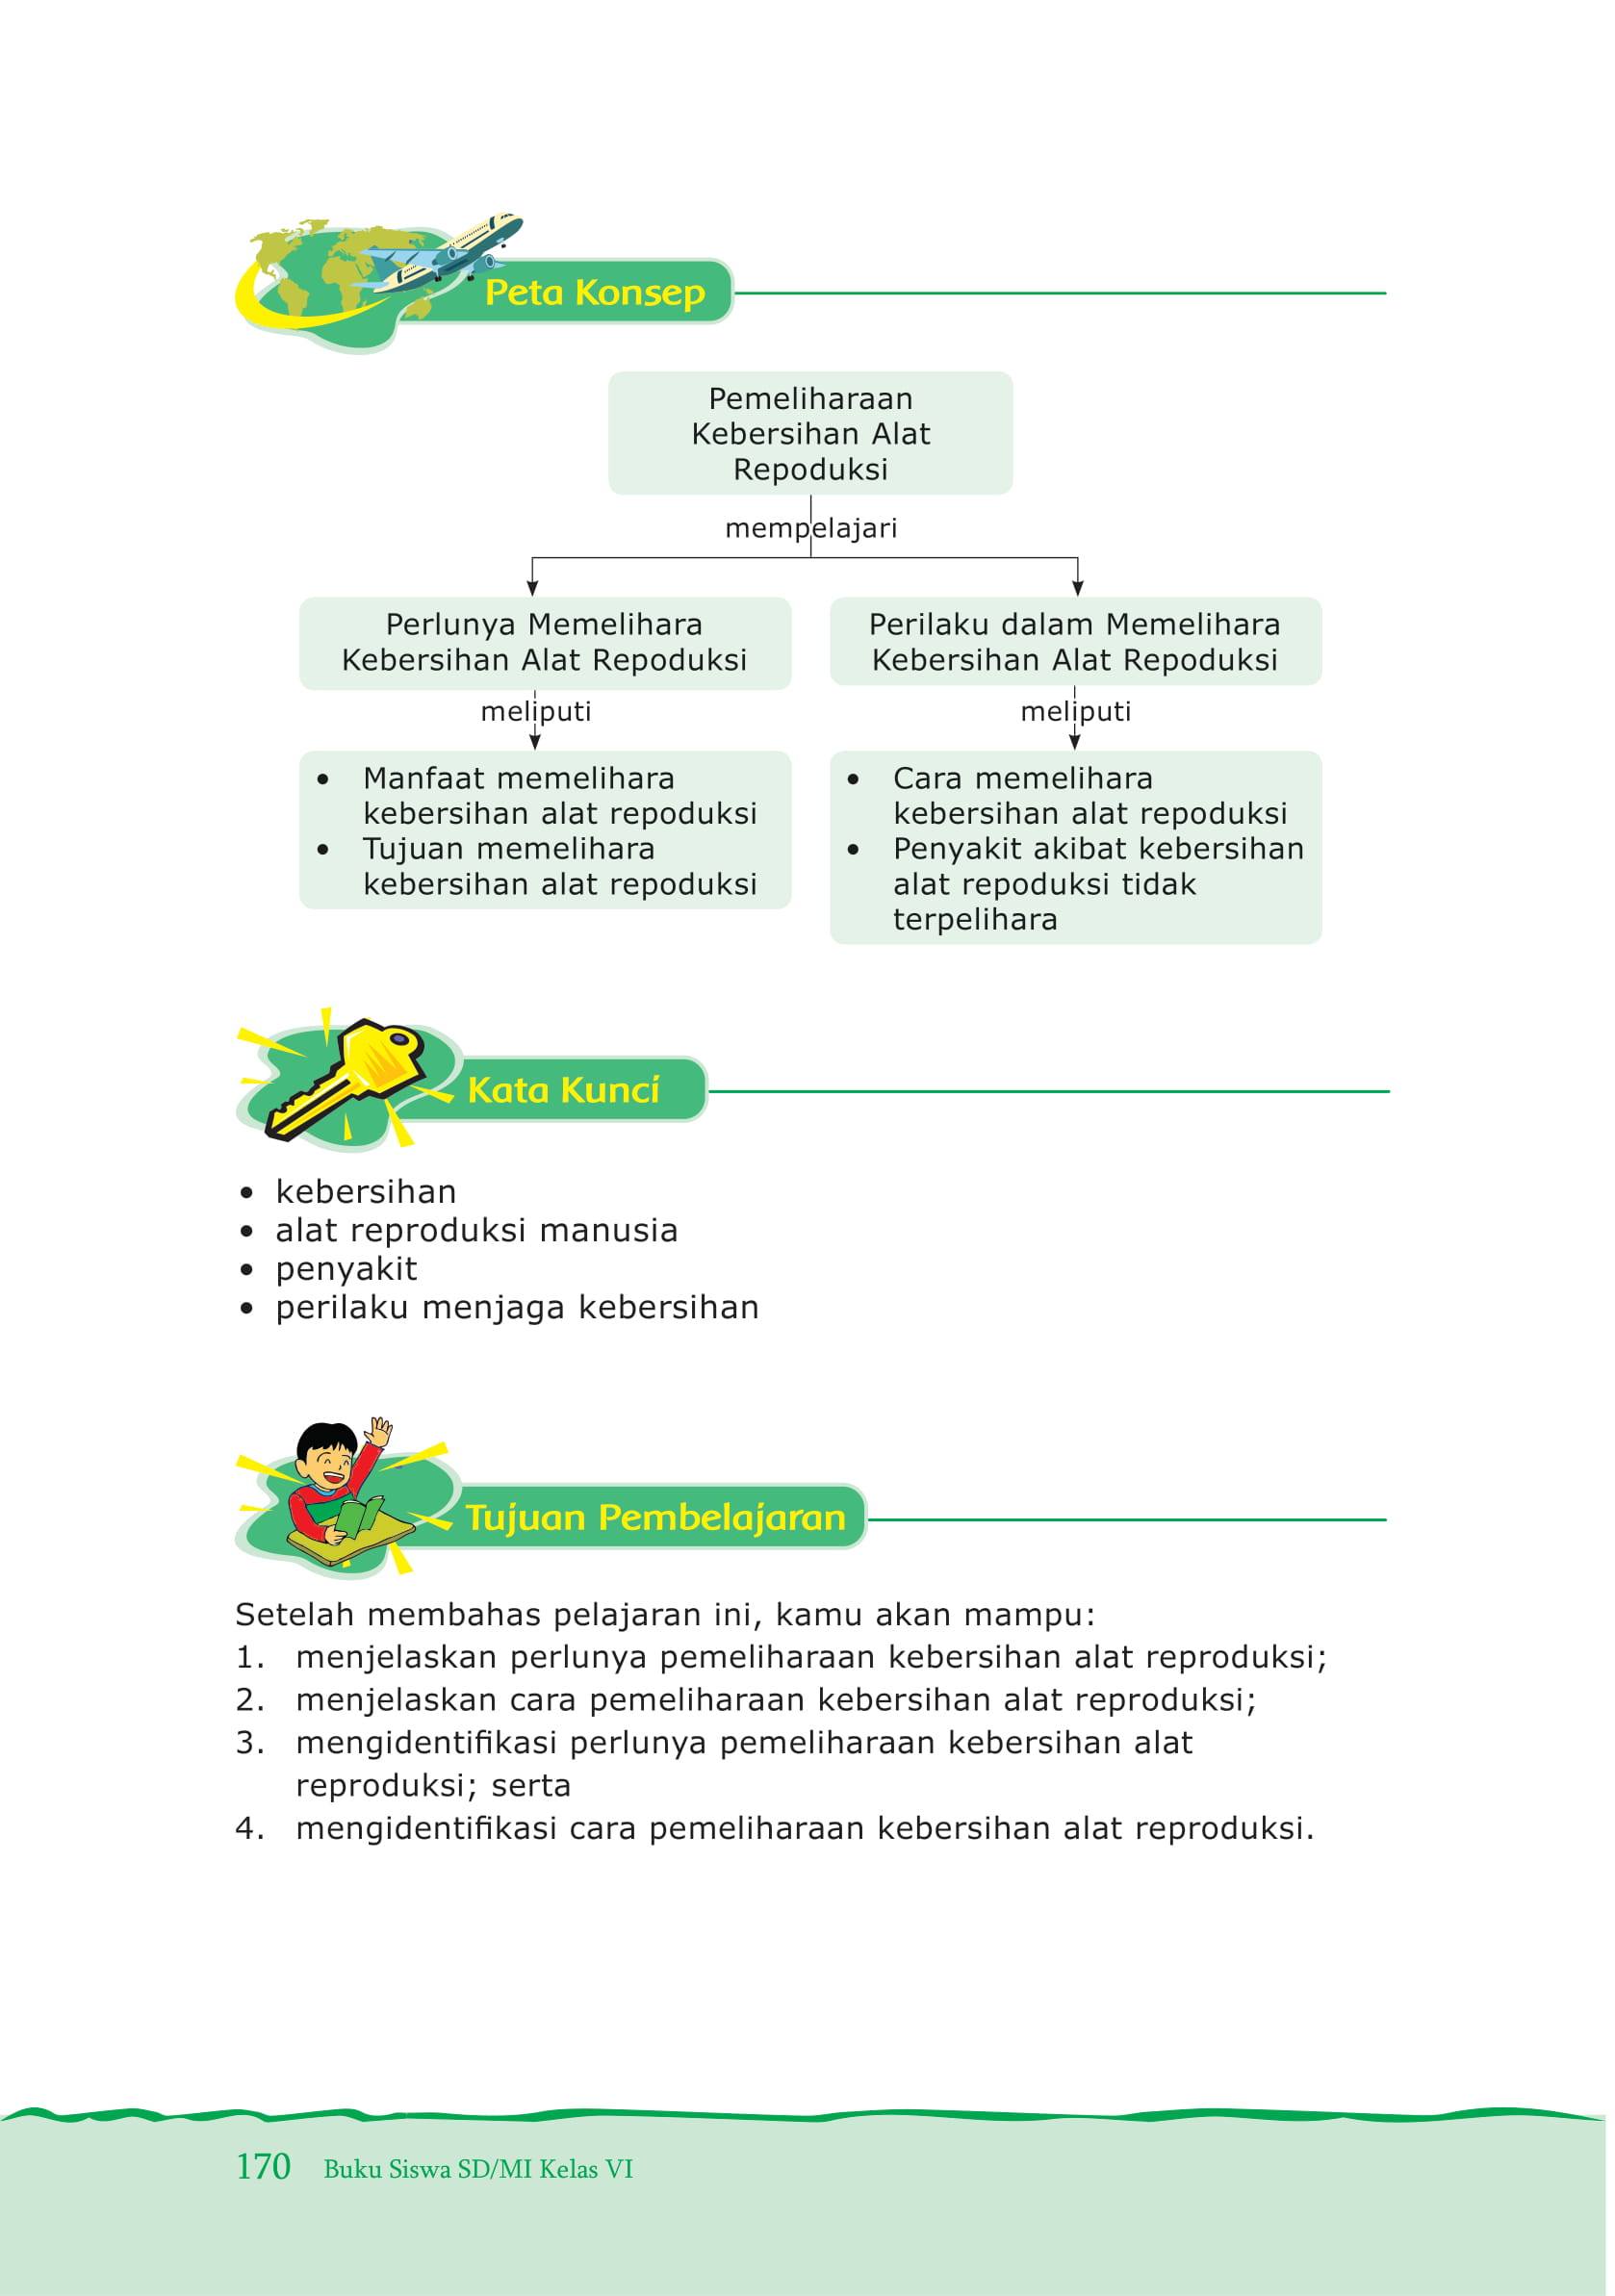 Peta Konsep
Pemeliharaan
Kebersihan Alat
Repoduksi
mempelajari
Perlunya Memelihara
Kebersihan Alat Repoduksi
meliputi
• Manfaat memelihara
kebersihan alat repoduksi
• Tujuan memelihara
kebersihan alat repoduksi
Perilaku dalam Memelihara
Kebersihan Alat Repoduksi
meliputi
• Cara memelihara
kebersihan alat repoduksi
• Penyakit akibat kebersihan
alat repoduksi tidak
terpelihara
Kata Kunci
• kebersihan
• alat reproduksi manusia
• penyakit
• perilaku menjaga kebersihan
Tujuan Pembelajaran
Setelah membahas pelajaran ini, kamu akan mampu:
1. menjelaskan perlunya pemeliharaan kebersihan alat reproduksi;
2. menjelaskan cara pemeliharaan kebersihan alat reproduksi;
3. mengidentifikasi perlunya pemeliharaan kebersihan alat
reproduksi; serta
4. mengidentifikasi cara pemeliharaan kebersihan alat reproduksi.
170 Buku Siswa SD/MI Kelas VI